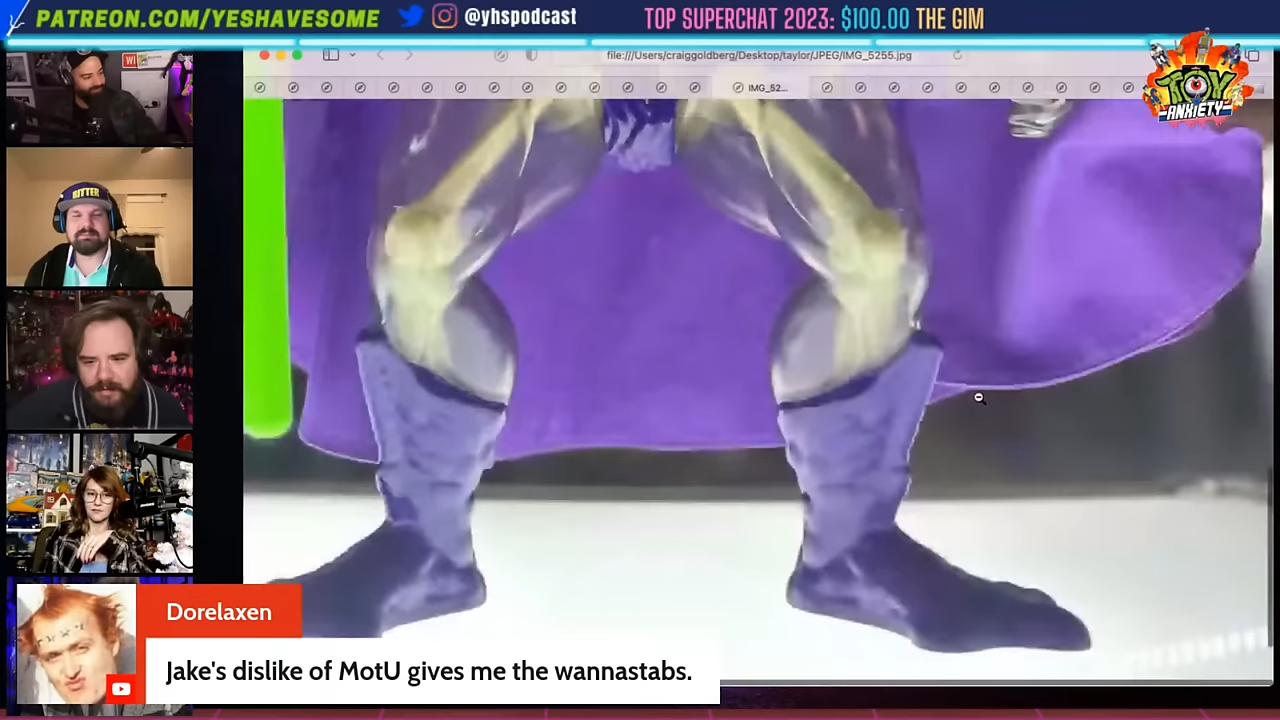 PATREON.COM/YESHAVESOME
@yhspodcast
TOP SUPERCHAT 2023: $100.00 THE GIM
file:///Users/craiggoldberg/Desktop/taylor/JPEG/IMG_5255.jpg
IMG_52...
TOY
ANXIETY
RITTER
Dorelaxen
Jake's dislike of MotU gives me the wannastabs.